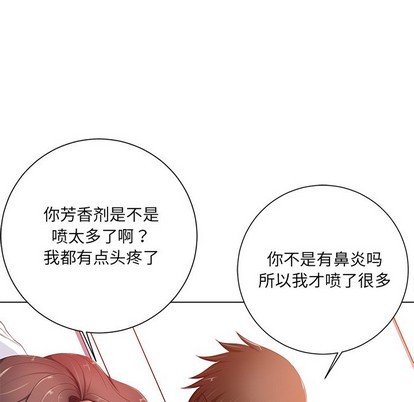 你芳香剂是不是
喷太多了啊？
我都有点头疼了
你不是有鼻炎吗
所以我才喷了很多